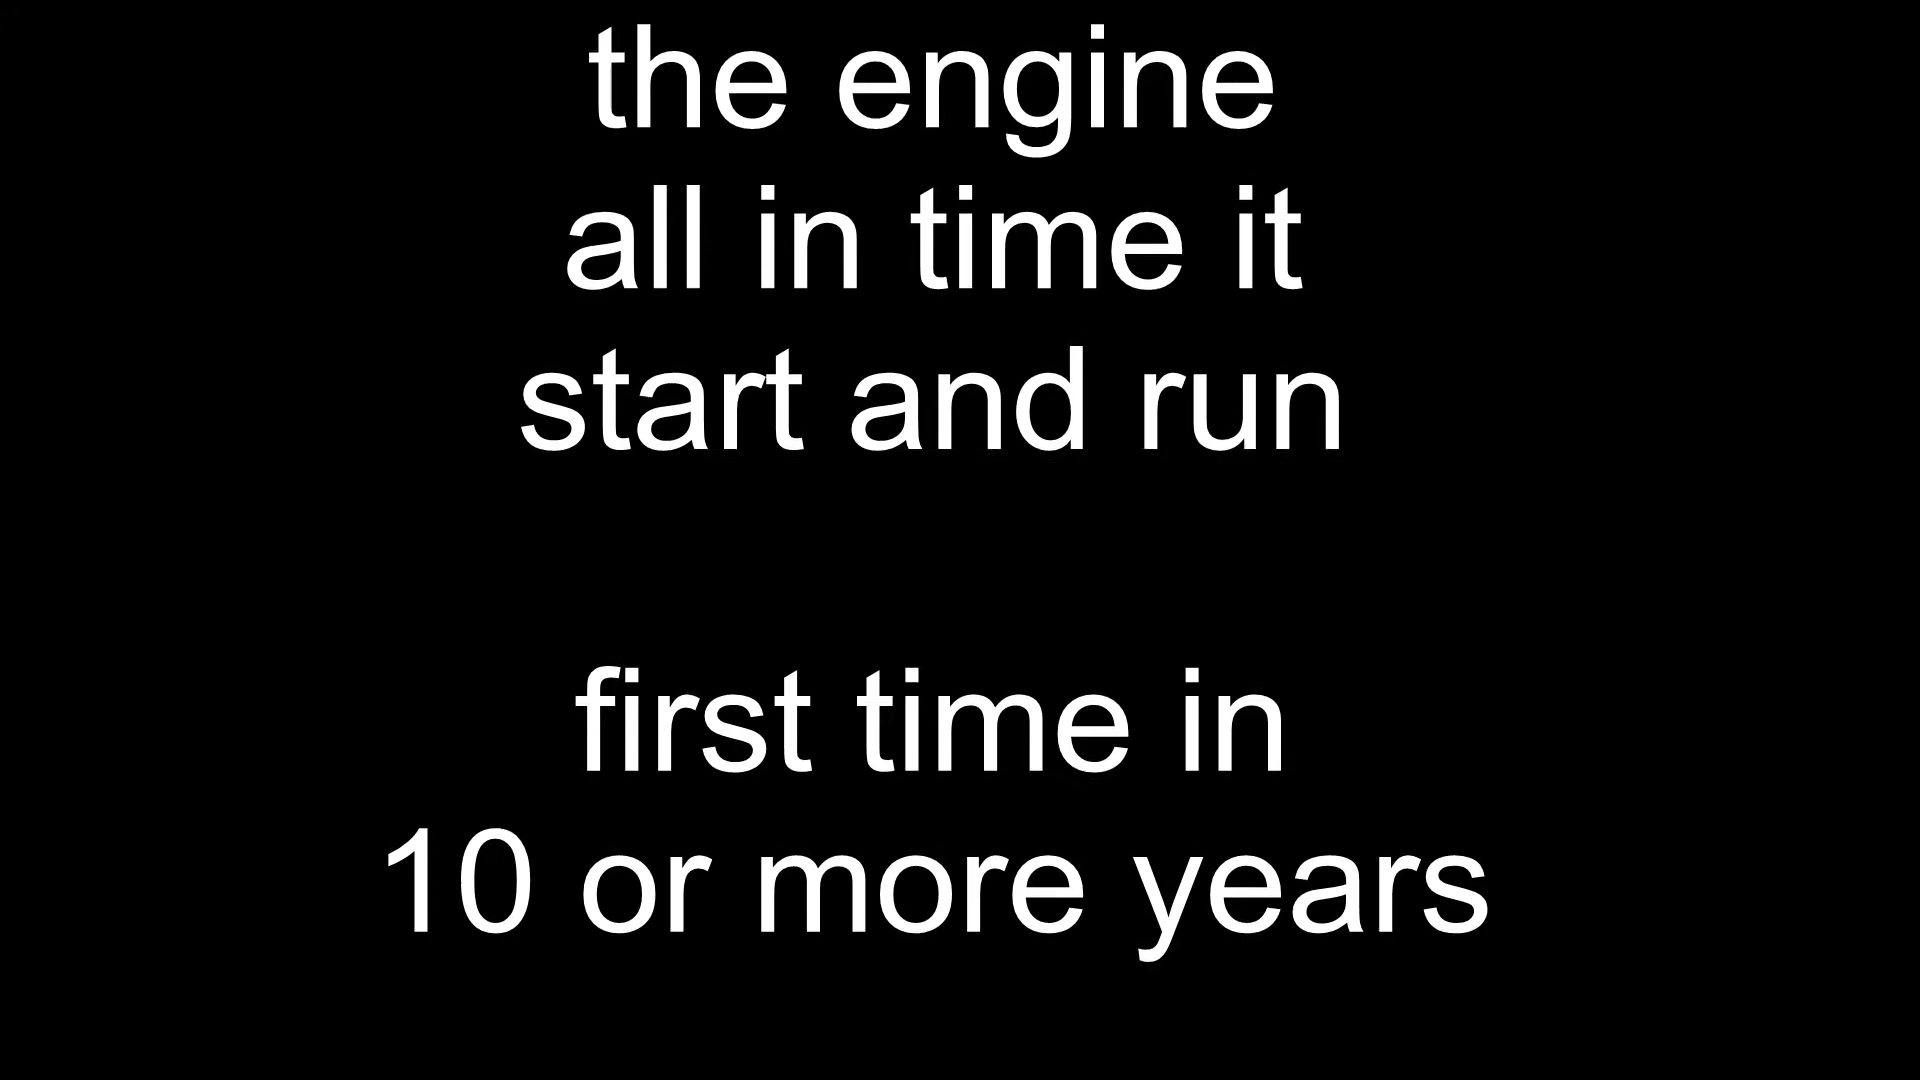 the engine
all in time it
start and run
first time in
10 or more years